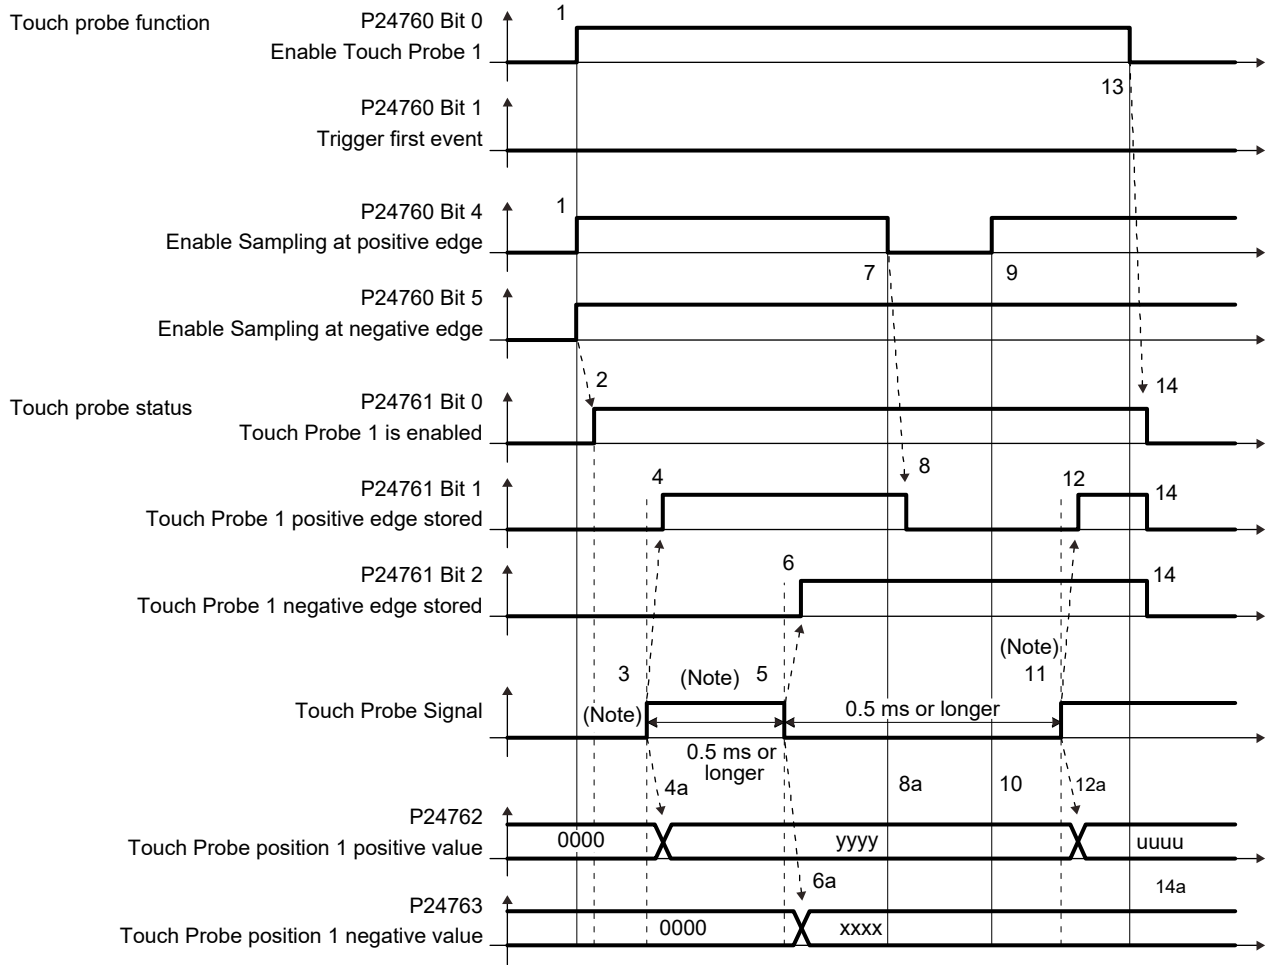 Touch probe function
P24760 Bit 0
Enable Touch Probe 1
1
13
P24760 Bit 1
Trigger first event
P24760 Bit 4
Enable Sampling at positive edge
1
7
9
P24760 Bit 5
Enable Sampling at negative edge
2
Touch probe status
P24761 Bit 0
Touch Probe 1 is enabled
14
P24761 Bit 1
Touch Probe 1 positive edge stored
4
8
12
14
P24761 Bit 2
Touch Probe 1 negative edge stored
6
14
Touch Probe Signal
3
(Note)
(Note)
5
(Note)
11
0.5 ms or longer
0.5 ms or
longer
4a
8a
10
12a
P24762
Touch Probe position 1 positive value
0000
yyyy
uuuu
6a
14a
P24763
Touch Probe position 1 negative value
0000
xxxx